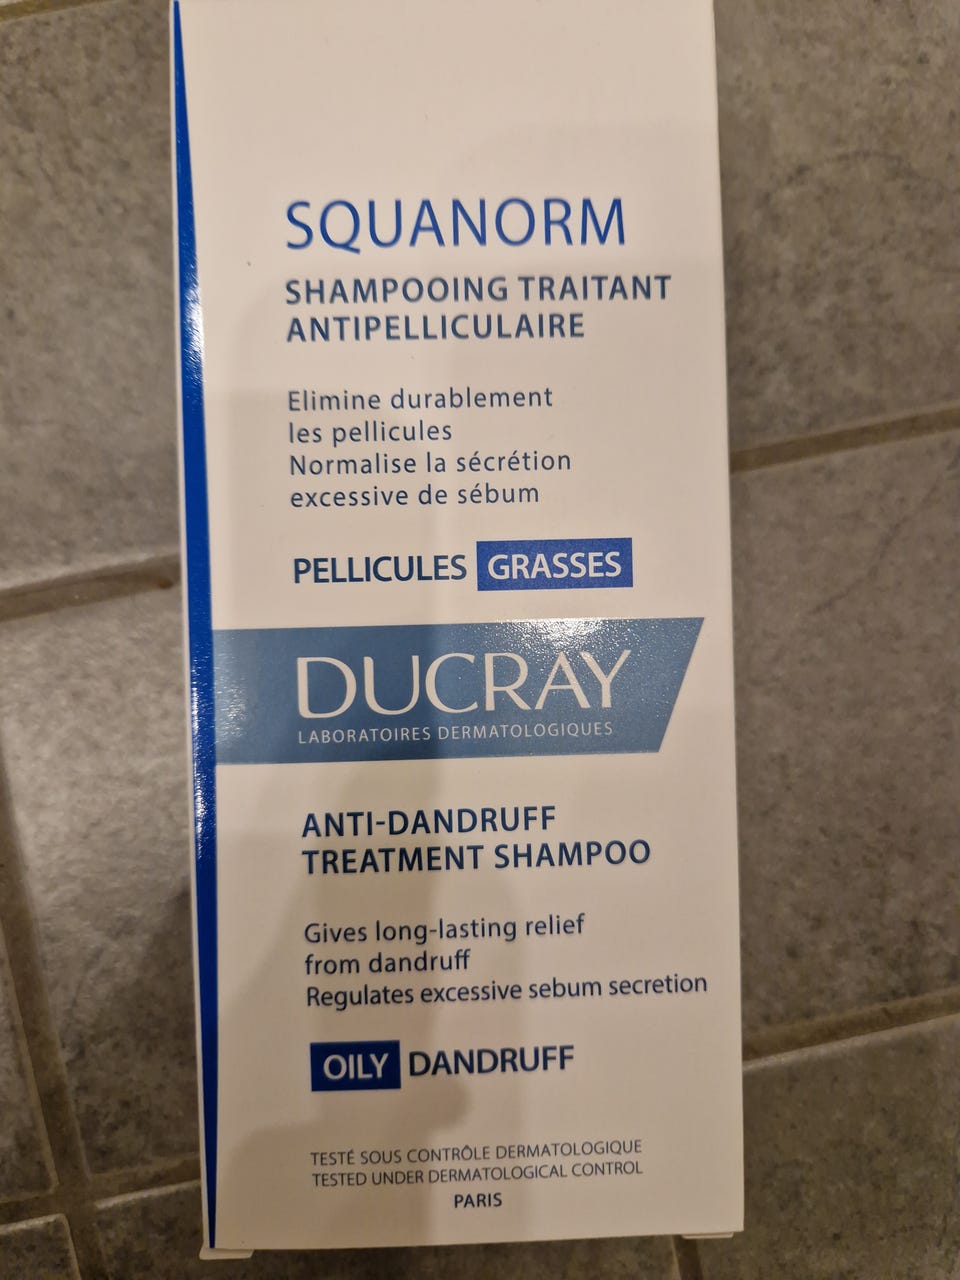 SQUANORM
SHAMPOOING TRAITANT
ANTIPELLICULAIRE
Elimine durablement
les pellicules
Normalise la sécrétion
excessive de sébum
PELLICULES GRASSES
DUCRAY
LABORATOIRES DERMATOLOGIQUES
ANTI-DANDRUFF
TREATMENT SHAMPOO
Gives long-lasting relief
from dandruff
Regulates excessive sebum secretion
OILY DANDRUFF
TESTÉ SOUS CONTRÔLE DERMATOLOGIQUE
TESTED UNDER DERMATOLOGICAL CONTROL
PARIS